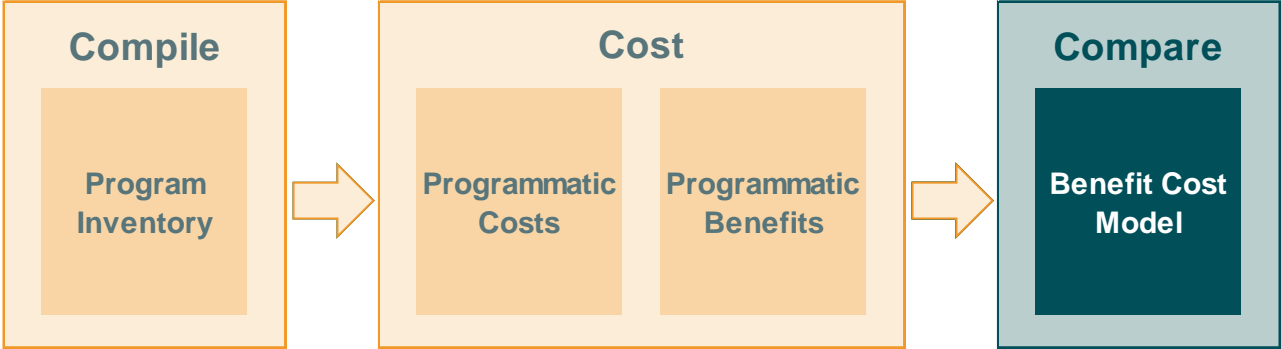 Compile
Program
Inventory
Cost
Programmatic
Costs
Programmatic
Benefits
Compare
Benefit Cost
Model